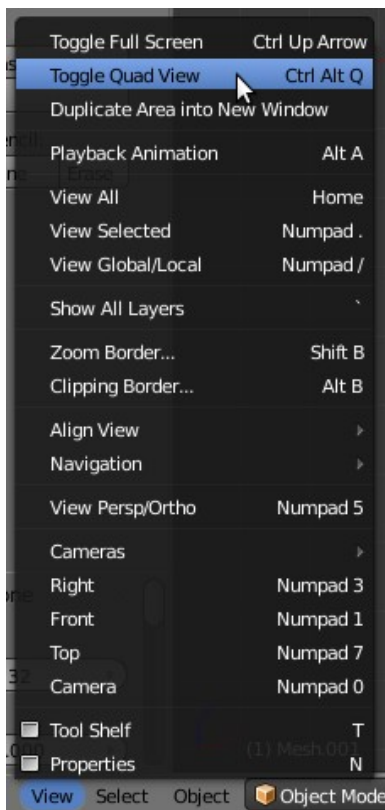 Toggle Full Screen Ctrl Up Arrow
Toggle Quad View Ctrl Alt Q
Duplicate Area into New Window
Playback Animation Alt A
View All Home
View Selected Numpad .
View Global/Local Numpad /
Show All Layers `
Zoom Border... Shift B
Clipping Border... Alt B
Align View
Navigation
View Persp/Ortho Numpad 5
Cameras
Right Numpad 3
Front Numpad 1
Top Numpad 7
Camera Numpad 0
Tool Shelf T
(1) Mesh.001
Properties N
View Select Object Object Mode